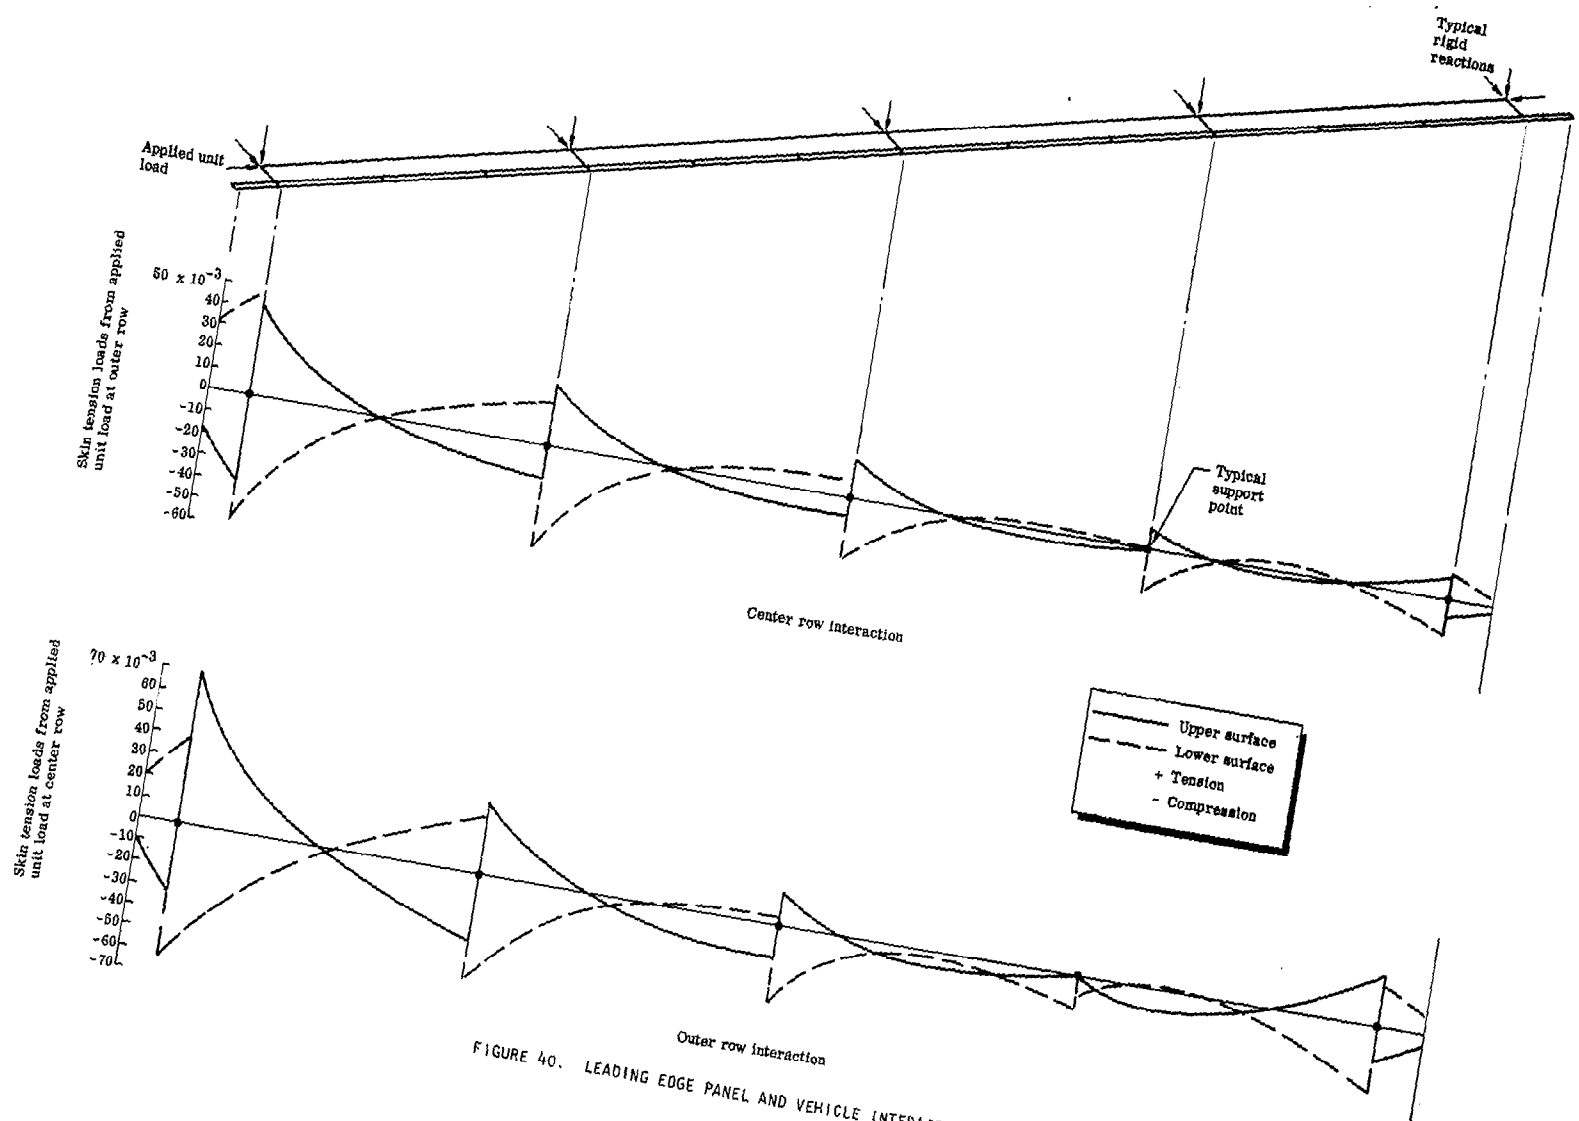 Typical
rigid
reactions
Applied unit
load
Skin tension loads from applied
unit load at outer row
50 x 10-3
40
30
20
10
0
-10
-20
-30
-40
-50
-60
Typical
support
point
Center row interaction
Skin tension loads from applied
unit load at center row
70 x 10-3
60
50
40
30
20
10
0
-10
-20
-30
-40
-50
-60
-70
Upper surface
Lower surface
+ Tension
- Compression
Outer row interaction
FIGURE 40. LEADING EDGE PANEL AND VEHICLE